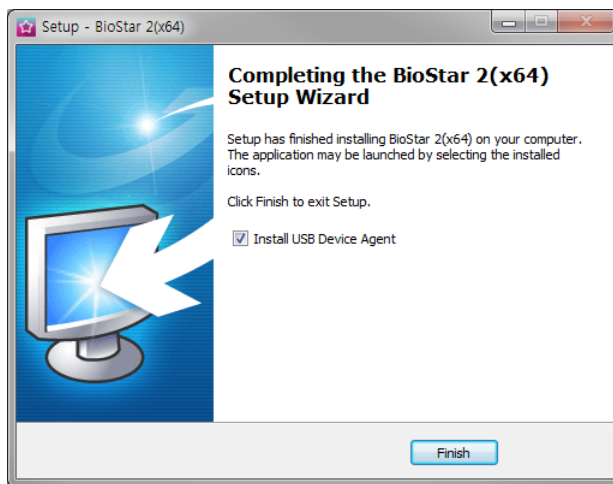 Setup - BioStar 2(x64)
Completing the BioStar 2(x64)
Setup Wizard
Setup has finished installing BioStar 2(x64) on your computer.
The application may be launched by selecting the installed
icons.
Click Finish to exit Setup.
Install USB Device Agent
Finish